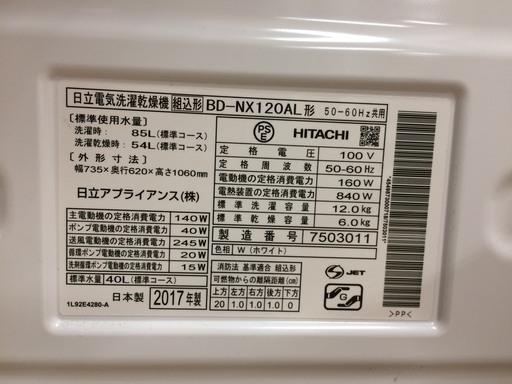 日立電気洗濯乾燥機 組込形 BD-NX120AL形 50-60Hz共用
[標準使用水量]
洗濯時: 85L(標準コース)
洗濯乾燥時: 54L(標準コース)
[外形寸法]
幅735×奥行620×高さ1060mm
日立アプライアンス(株)
主電動機の定格消費電力 140W
ポンプ電動機の定格消費電力 40W
送風電動機の定格消費電力 245W
循環ポンプ電動機の定格消費電力 20W
洗剤循環ポンプ電動機の定格消費電力 15W
標準水量 40L(標準コース)
日本製 2017年製
1L92E4280-A
PSE HITACHI
定格電圧 100V
定格周波数 50-60Hz
電動機の定格消費電力 160W
電熱装置の定格消費電力 840W
標準洗濯容量 12.0kg
標準乾燥容量 6.0kg
製造番号 7503011
色相 W(ホワイト)
消防法 基準適合 組込形
可燃物からの離隔距離(cm)
上方 左方 右方 前方 後方 下方
20 1.0 1.0 1.0 1.0 0
JET
S
G
>PP<